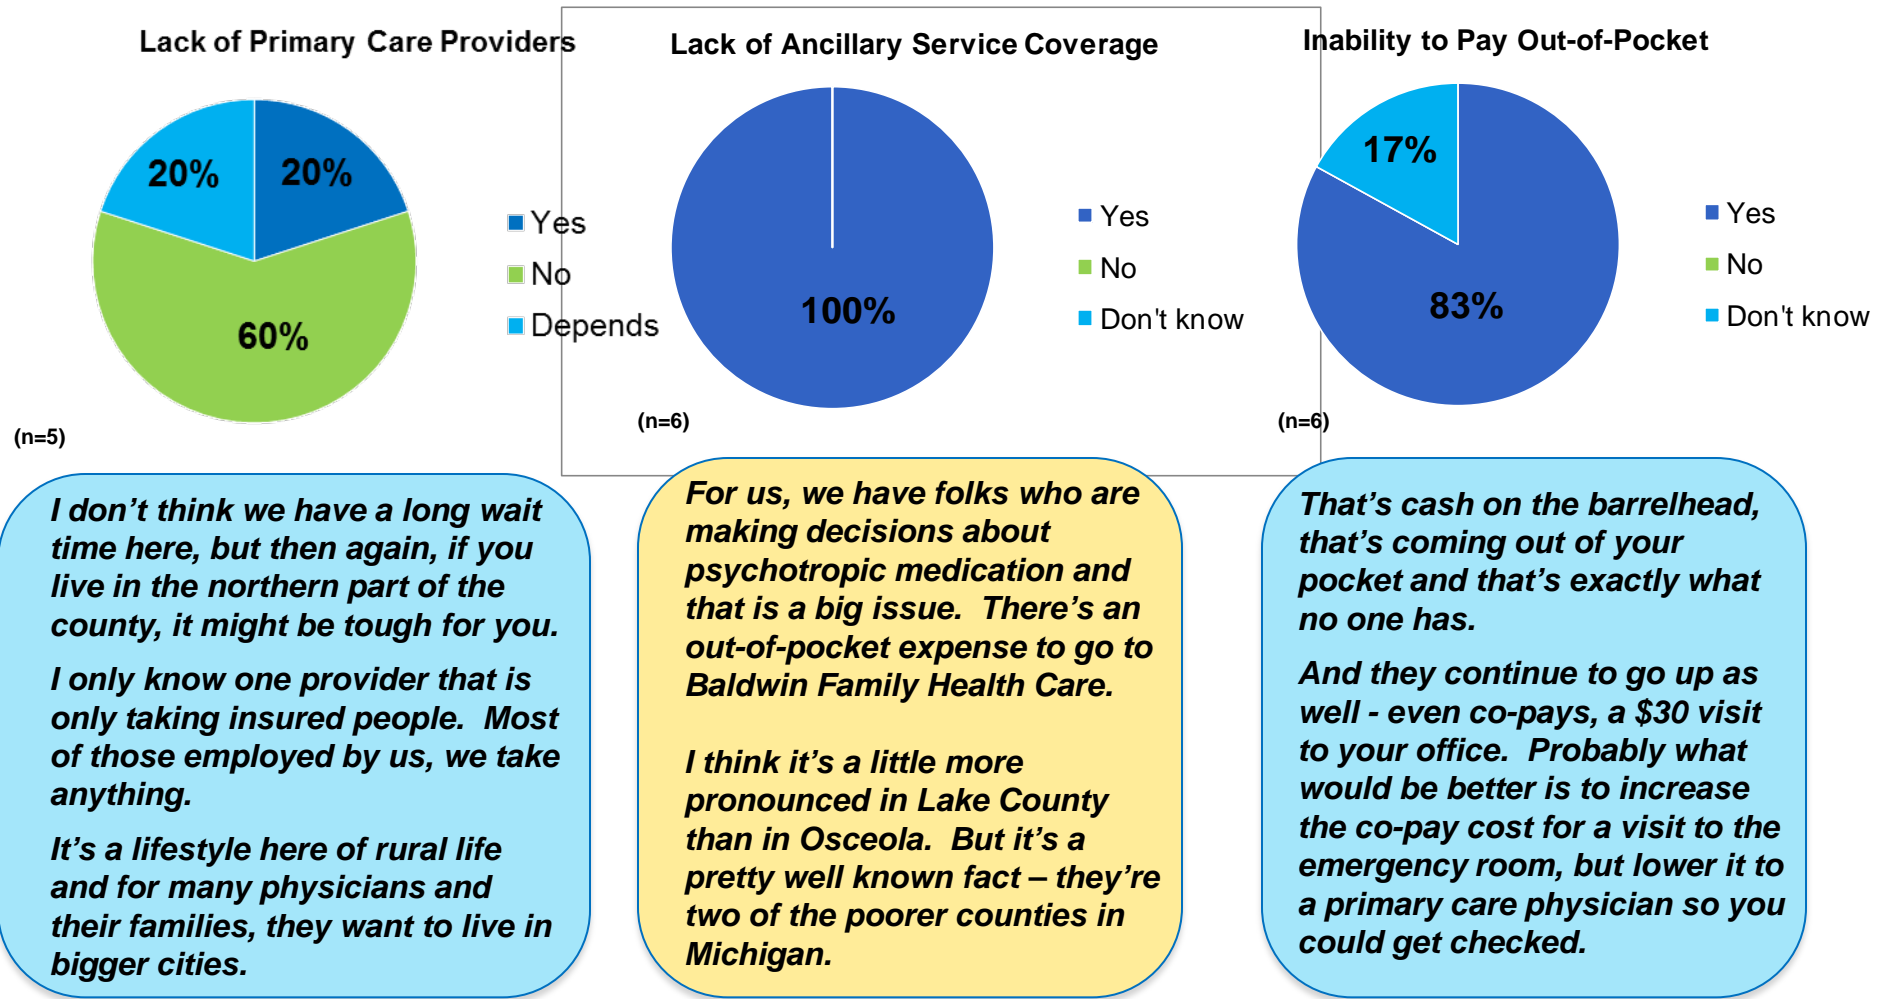 Lack of Primary Care Providers
20%
20%
60%
Yes
No
Depends
(n=5)
Lack of Ancillary Service Coverage
100%
Yes
No
Don't know
(n=6)
Inability to Pay Out-of-Pocket
17%
83%
Yes
No
Don't know
(n=6)
I don’t think we have a long wait
time here, but then again, if you
live in the northern part of the
county, it might be tough for you.
I only know one provider that is
only taking insured people.  Most
of those employed by us, we take
anything.
It’s a lifestyle here of rural life
and for many physicians and
their families, they want to live in
bigger cities.
For us, we have folks who are
making decisions about
psychotropic medication and
that is a big issue.  There’s an
out-of-pocket expense to go to
Baldwin Family Health Care.
I think it’s a little more
pronounced in Lake County
than in Osceola.  But it’s a
pretty well known fact – they’re
two of the poorer counties in
Michigan.
That’s cash on the barrelhead,
that’s coming out of your
pocket and that’s exactly what
no one has.
And they continue to go up as
well - even co-pays, a $30 visit
to your office.  Probably what
would be better is to increase
the co-pay cost for a visit to the
emergency room, but lower it to
a primary care physician so you
could get checked.